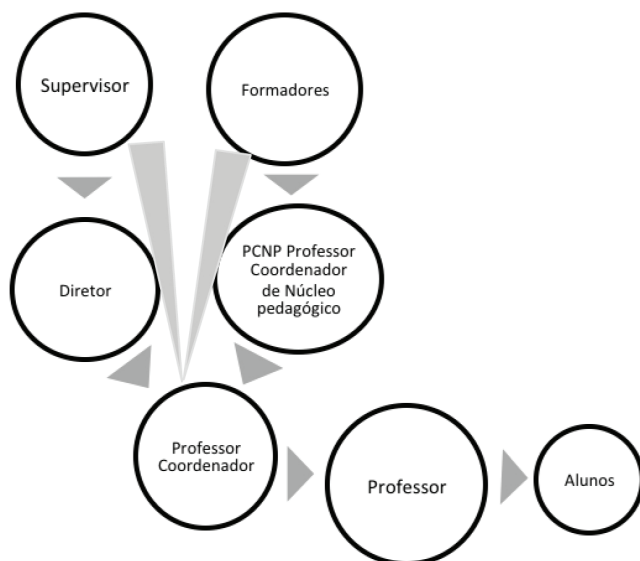 Supervisor
Formadores
Diretor
PCNP Professor
Coordenador
de Núcleo
pedagógico
Professor
Coordenador
Professor
Alunos